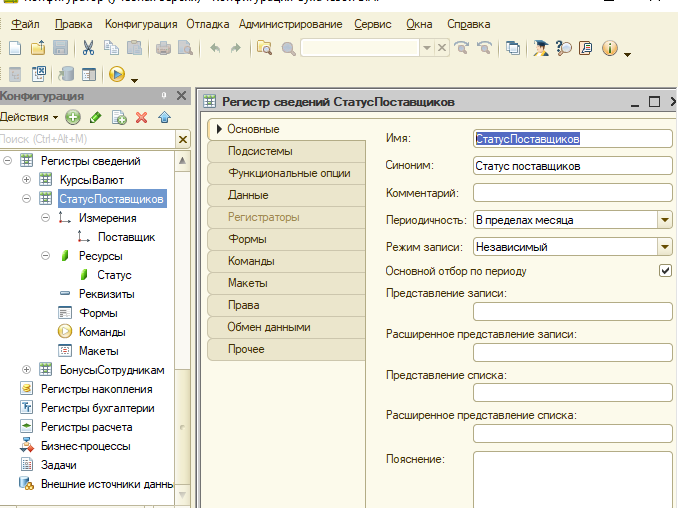 Файл Правка Конфигурация Отладка Администрирование Сервис Окна Справка
Конфигурация
Действия
Поиск (Ctrl+Alt+M)
Регистры сведений
КурсыВалют
СтатусПоставщиков
Измерения
Поставщик
Ресурсы
Статус
Реквизиты
Формы
Команды
Макеты
БонусыСотрудникам
Регистры накопления
Регистры бухгалтерии
Регистры расчета
Бизнес-процессы
Задачи
Внешние источники данны
Регистр сведений СтатусПоставщиков
Основные
Подсистемы
Функциональные опции
Данные
Регистраторы
Формы
Команды
Макеты
Права
Обмен данными
Прочее
Имя: СтатусПоставщиков
Синоним: Статус поставщиков
Комментарий:
Периодичность: В пределах месяца
Режим записи: Независимый
Основной отбор по периоду
Представление записи:
Расширенное представление записи:
Представление списка:
Расширенное представление списка:
Пояснение: